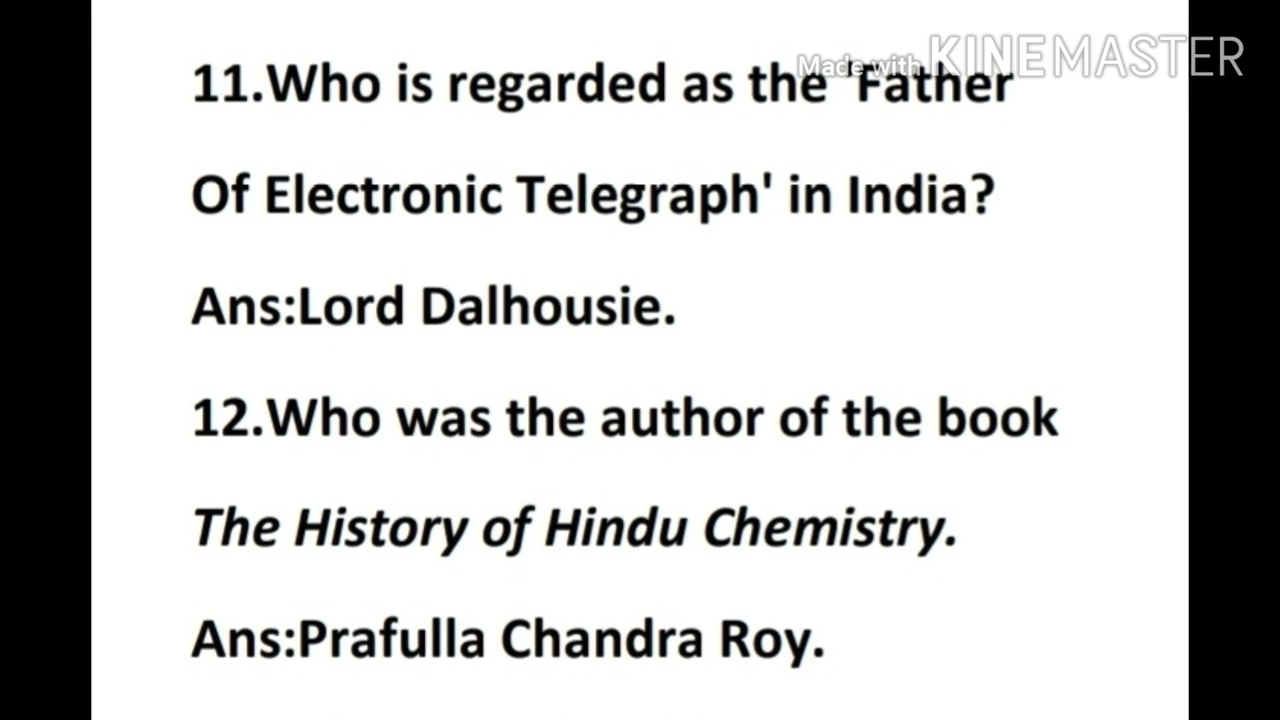 Made with KINEMASTER
11.Who is regarded as the 'Father
Of Electronic Telegraph' in India?
Ans:Lord Dalhousie.
12.Who was the author of the book
The History of Hindu Chemistry.
Ans:Prafulla Chandra Roy.